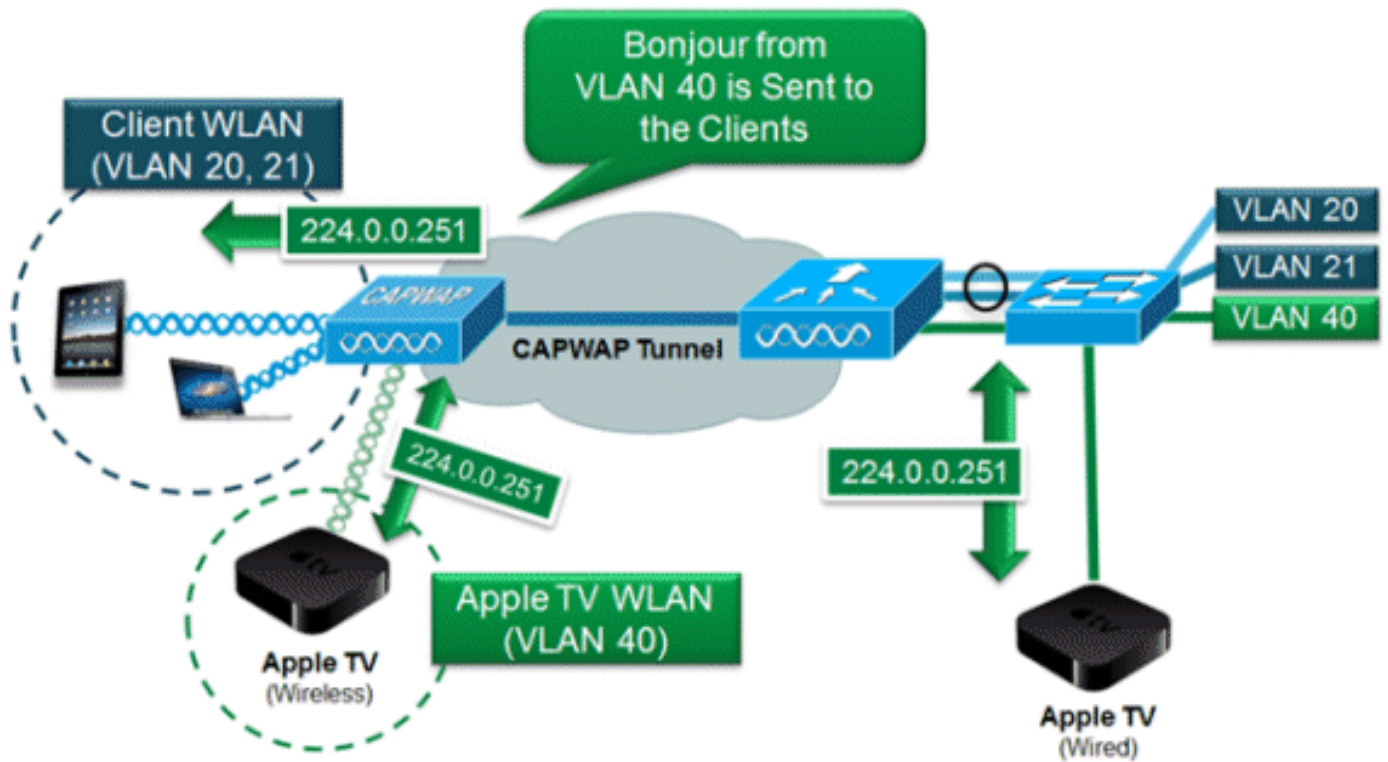 Bonjour from
VLAN 40 is Sent to
the Clients
Client WLAN
(VLAN 20, 21)
224.0.0.251
VLAN 20
VLAN 21
VLAN 40
CAPWAP
CAPWAP Tunnel
224.0.0.251
224.0.0.251
tv
Apple TV WLAN
(VLAN 40)
Apple TV
(Wireless)
tv
Apple TV
(Wired)